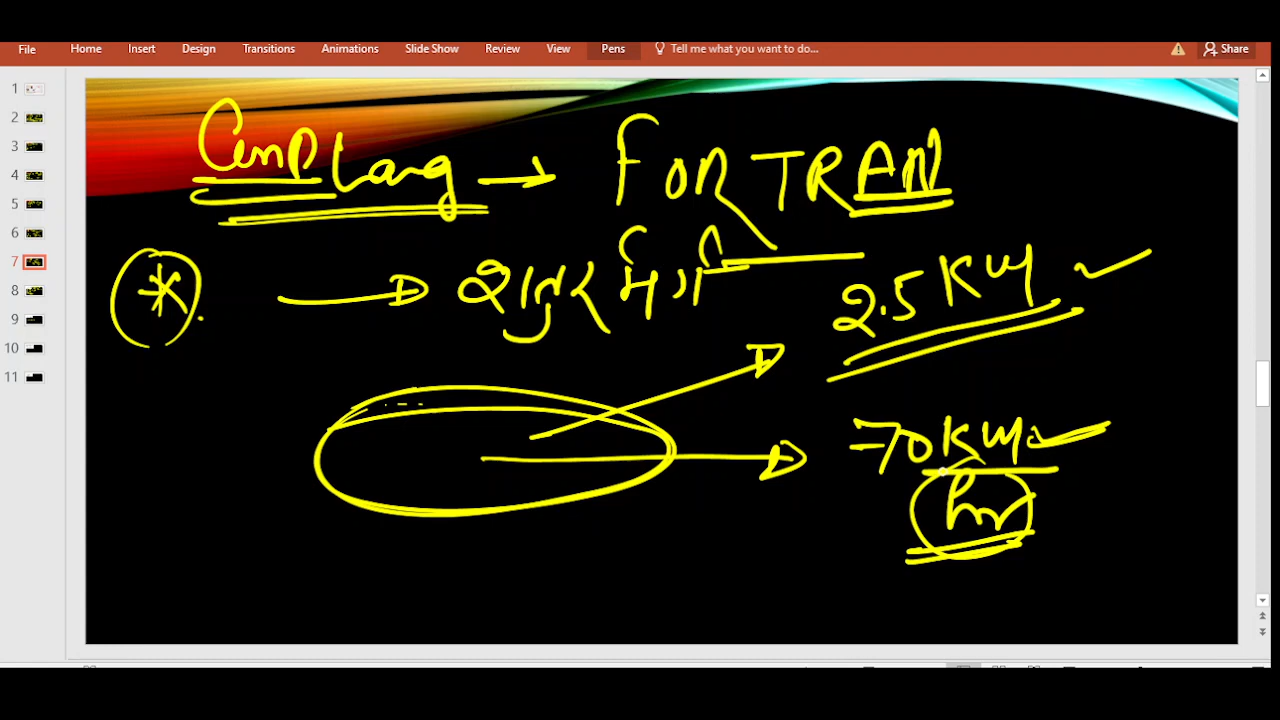 File Home Insert Design Transitions Animations Slide Show Review View Pens Tell me what you want to do... Share
1
2
3
4
5
6
7
8
9
10
11
Comp Lang → FORTRAN
* → शुतुरमुर्ग
2.5 KM ✓
70 KM ✓
hr